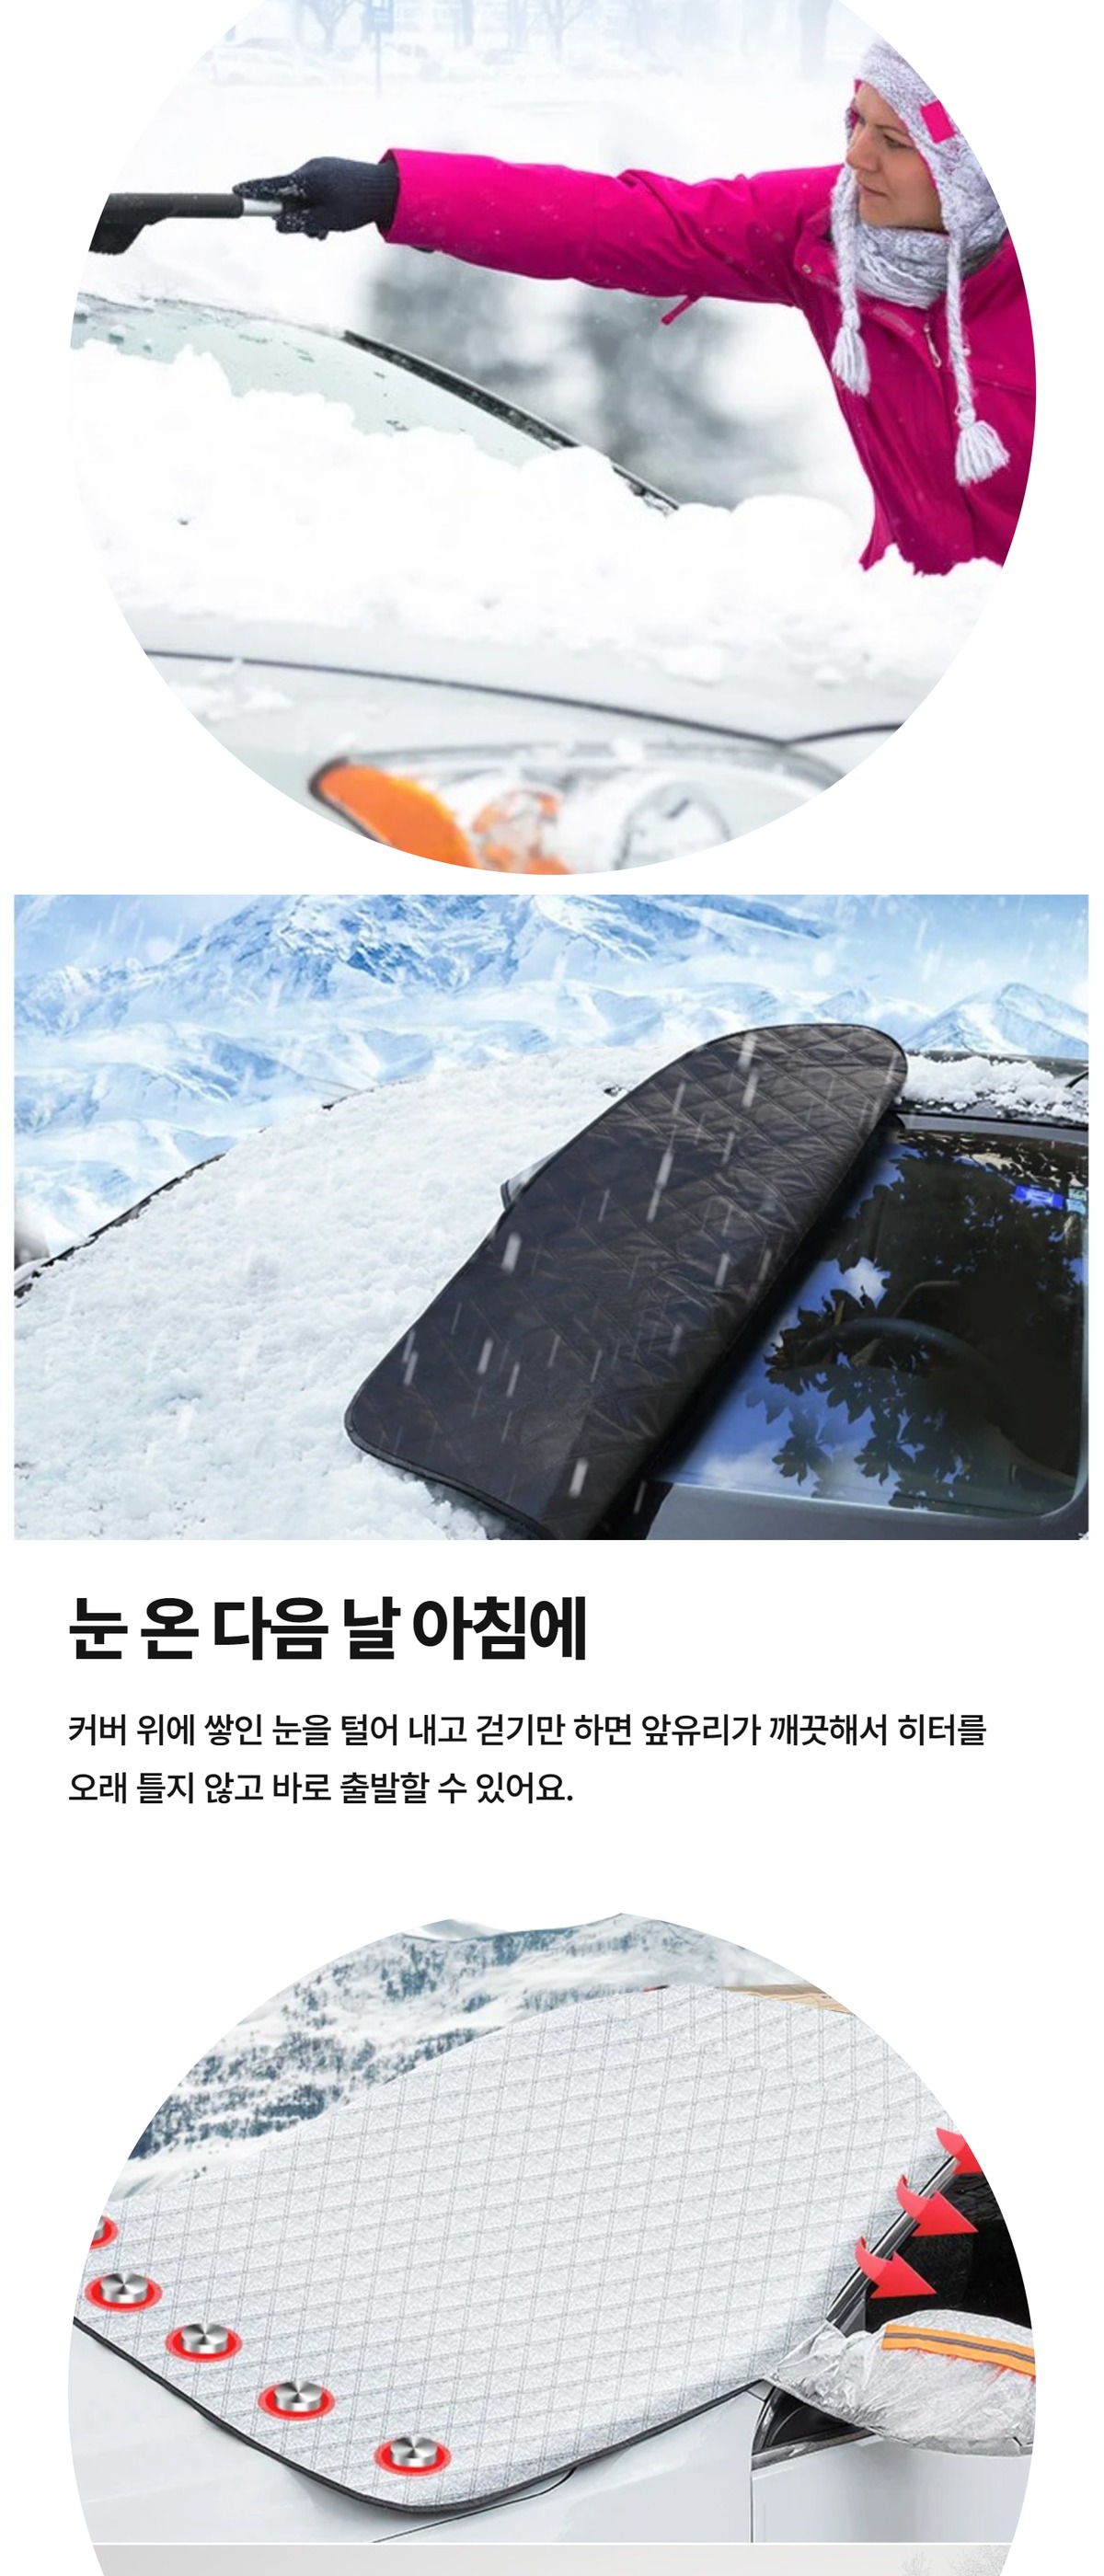 눈 온 다음 날 아침에
커버 위에 쌓인 눈을 털어 내고 걷기만 하면 앞유리가 깨끗해서 히터를
오래 틀지 않고 바로 출발할 수 있어요.